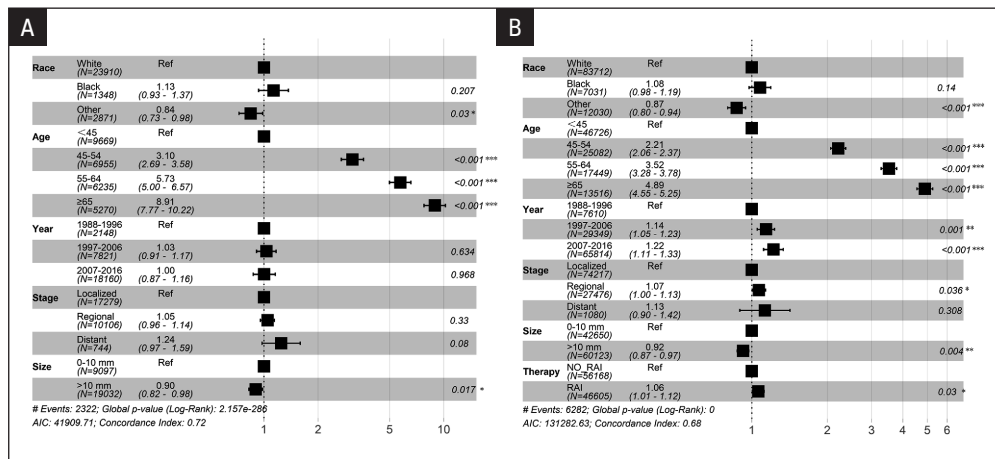 A
Race White Ref
(N=23910)
Black 1.13 0.207
(N=1348) (0.93 - 1.37)
Other 0.84 0.03 *
(N=2871) (0.73 - 0.98)
Age <45 Ref
(N=9669)
45-54 3.10 <0.001 ***
(N=6955) (2.69 - 3.58)
55-64 5.73 <0.001 ***
(N=6235) (5.00 - 6.57)
≥65 8.91 <0.001 ***
(N=5270) (7.77 - 10.22)
Year 1988-1996 Ref
(N=2148)
1997-2006 1.03 0.634
(N=7821) (0.91 - 1.17)
2007-2016 1.00 0.968
(N=18160) (0.87 - 1.16)
Stage Localized Ref
(N=17279)
Regional 1.05 0.33
(N=10106) (0.96 - 1.14)
Distant 1.24 0.08
(N=744) (0.97 - 1.59)
Size 0-10 mm Ref
(N=9097)
>10 mm 0.90 0.017 *
(N=19032) (0.82 - 0.98)
# Events: 2322; Global p-value (Log-Rank): 2.157e-286
AIC: 41909.71; Concordance Index: 0.72
1 2 5 10
B
Race White Ref
(N=83712)
Black 1.08 0.14
(N=7031) (0.98 - 1.19)
Other 0.87 <0.001 ***
(N=12030) (0.80 - 0.94)
Age <45 Ref
(N=46726)
45-54 2.21 <0.001 ***
(N=25082) (2.06 - 2.37)
55-64 3.52 <0.001 ***
(N=17449) (3.28 - 3.78)
≥65 4.89 <0.001 ***
(N=13516) (4.55 - 5.25)
Year 1988-1996 Ref
(N=7610)
1997-2006 1.14 0.001 **
(N=29349) (1.05 - 1.23)
2007-2016 1.22 <0.001 ***
(N=65814) (1.11 - 1.33)
Stage Localized Ref
(N=74217)
Regional 1.07 0.036 *
(N=27476) (1.00 - 1.13)
Distant 1.13 0.308
(N=1080) (0.90 - 1.42)
Size 0-10 mm Ref
(N=42650)
>10 mm 0.92 0.004 **
(N=60123) (0.87 - 0.97)
Therapy NO_RAI Ref
(N=56168)
RAI 1.06 0.03 *
(N=46605) (1.01 - 1.12)
# Events: 6282; Global p-value (Log-Rank): 0
AIC: 131282.63; Concordance Index: 0.68
1 2 3 4 5 6